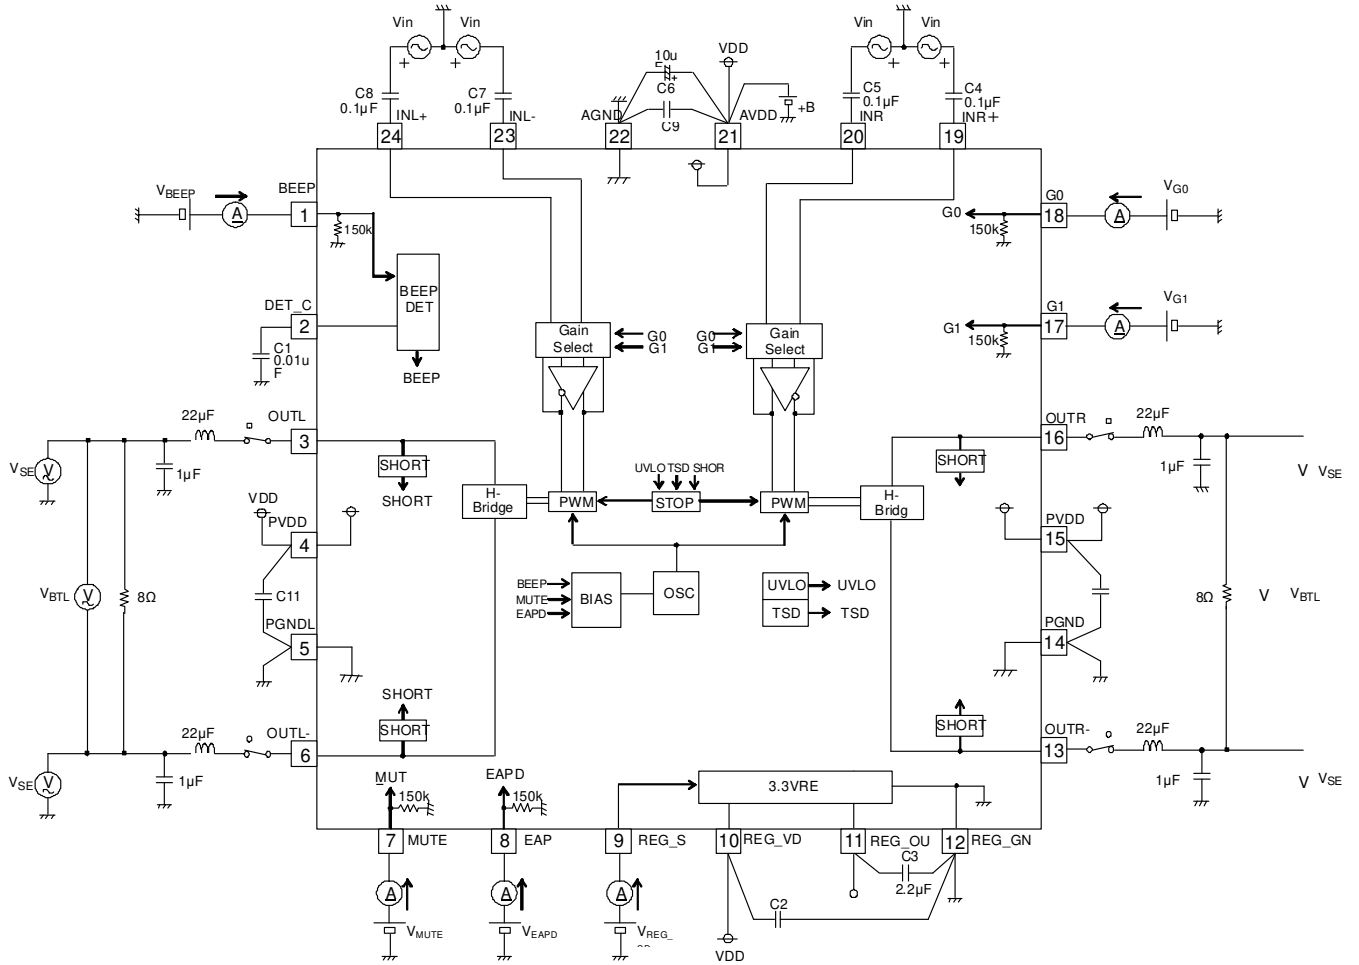 Vin
Vin
10u
F
VDD
Vin
Vin
C8
0.1µF
INL+
C7
0.1µF
INL-
C6
AGND
C9
AVDD
+B
C5
0.1µF
INR
C4
0.1µF
INR+
24
23
22
21
20
19
VBEEP
A
BEEP
1
150k
BEEP
DET
BEEP
DET_C
2
C1
0.01u
F
G0
G0
18
150k
A
VG0
G1
G1
17
150k
A
VG1
Gain
Select
G0
G1
G0
G1
Gain
Select
22µF
OUTL
3
VSE
V
1µF
SHORT
SHORT
OUTR
16
22µF
1µF
V VSE
SHORT
UVLO TSD SHOR
H-
Bridge
PWM
STOP
PWM
H-
Bridg
VDD
PVDD
4
PVDD
15
VBTL
V
8Ω
C11
BEEP
MUTE
EAPD
BIAS
OSC
UVLO
UVLO
TSD
TSD
8Ω
V
VBTL
PGNDL
5
PGND
14
SHORT
SHORT
SHORT
22µF
OUTL-
6
VSE
V
1µF
OUTR-
13
22µF
1µF
V VSE
MUT
150k
EAPD
150k
3.3VRE
7
MUTE
8
EAP
9
REG_S
10
REG_VD
11
REG_OU
12
REG_GN
C3
2.2µF
A
A
A
C2
VMUTE
VEAPD
VREG_
VDD